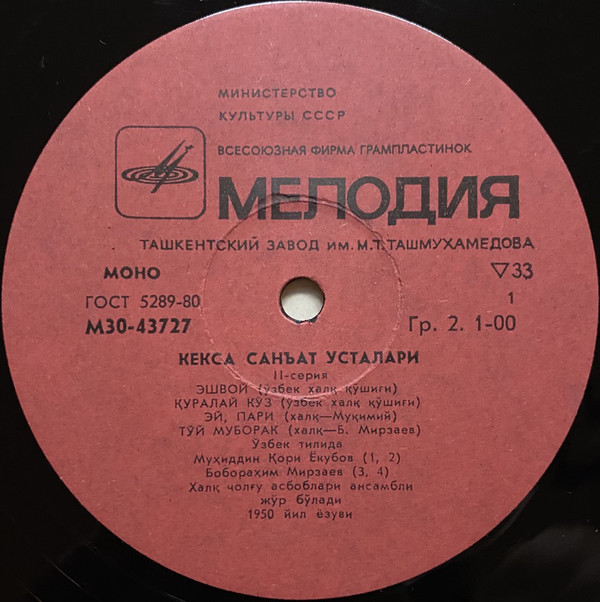 МИНИСТЕРСТВО
КУЛЬТУРЫ СССР
ВСЕСОЮЗНАЯ ФИРМА ГРАМПЛАСТИНОК
МЕЛОДИЯ
ТАШКЕНТСКИЙ ЗАВОД ИМ. М.Т. ТАШМУХАМЕДОВА
МОНО ▽33
ГОСТ 5289-80 1
М30-43727 Гр. 2. 1-00
КЕКСА САНЪАТ УСТАЛАРИ
II-серия
ЭШВОЙ (ўзбек халқ қўшиғи)
ҚУРАЛАЙ КЎЗ (ўзбек халқ қўшиғи)
ЭЙ, ПАРИ (халқ—Муқимий)
ТЎЙ МУБОРАК (халқ—Б. Мирзаев)
Ўзбек тилида
Муҳиддин Қори Ёқубов (1, 2)
Бобораҳим Мирзаев (3, 4)
Халқ чолғу асбоблари ансамбли
жўр бўлади
1950 йил ёзуви